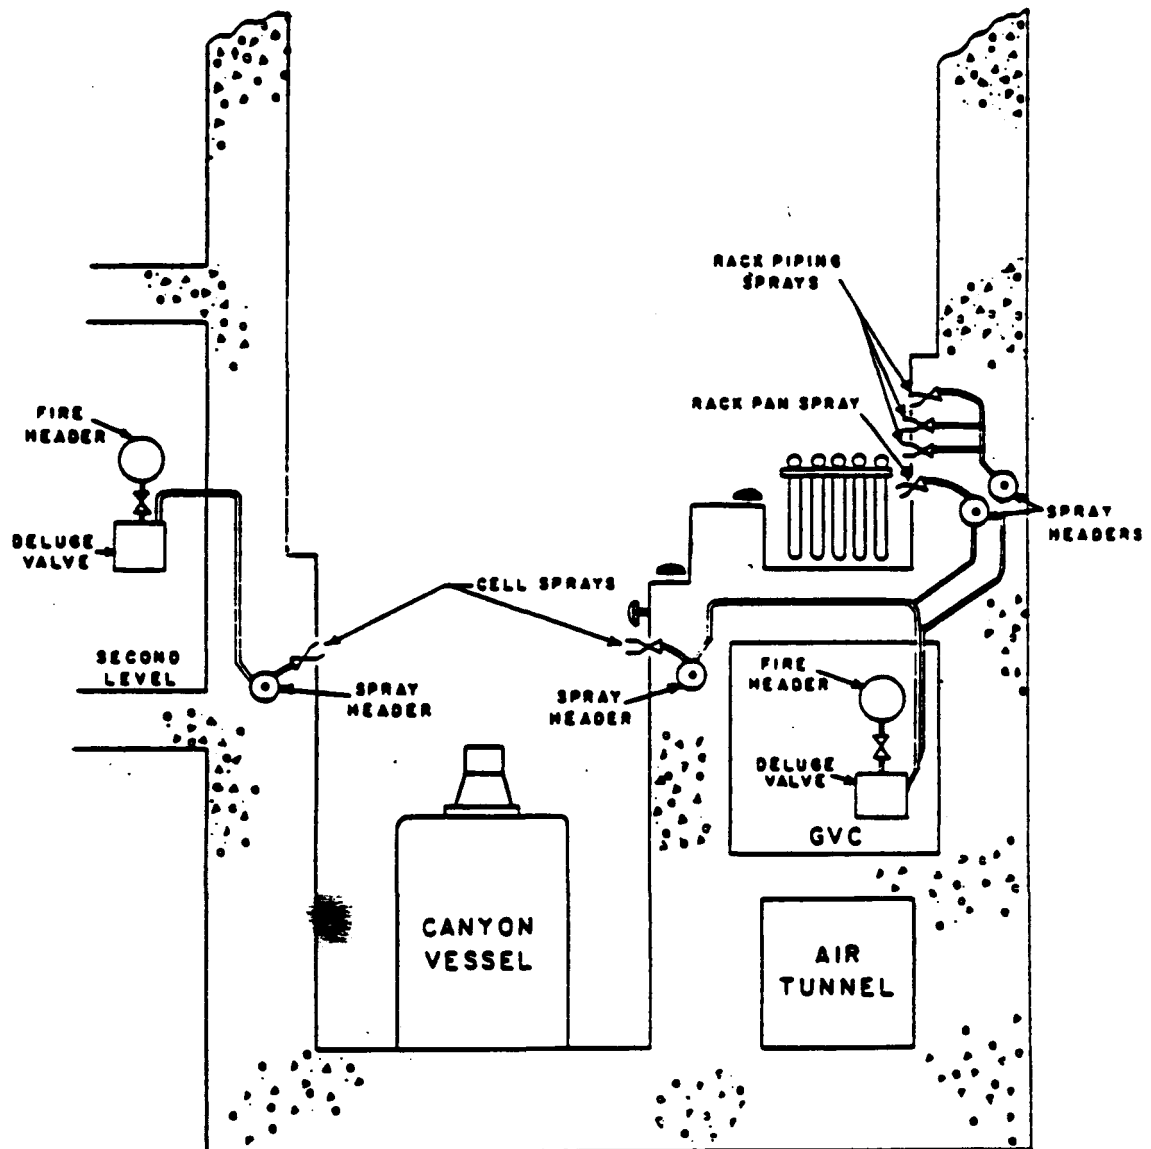 RACK PIPING
SPRAYS
RACK PAN SPRAY
FIRE
HEADER
DELUGE
VALVE
SPRAY
HEADERS
CELL SPRAYS
SECOND
LEVEL
SPRAY
HEADER
SPRAY
HEADER
FIRE
HEADER
DELUGE
VALVE
GVC
CANYON
VESSEL
AIR
TUNNEL